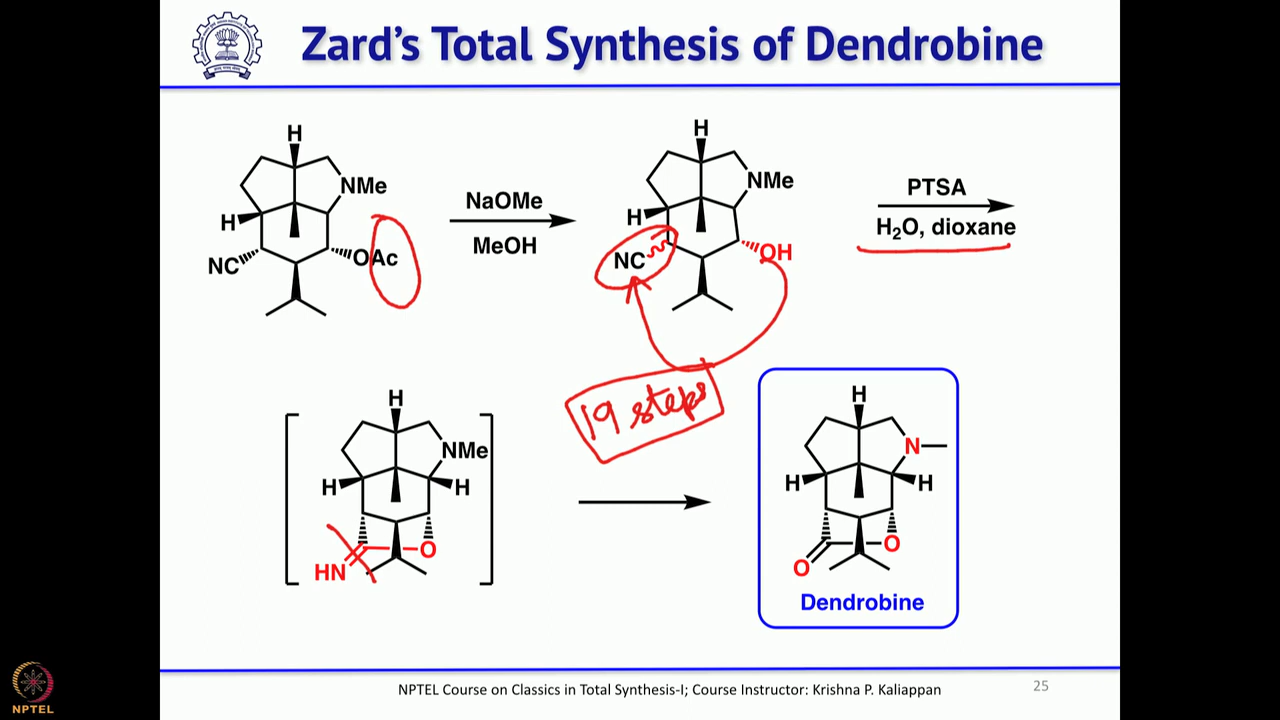 Zard's Total Synthesis of Dendrobine
H
NMe
H
NC
OAc
NaOMe
MeOH
H
NMe
H
NC
OH
PTSA
H₂O, dioxane
19 steps
H
NMe
H
H
O
HN
H
N
H
H
O
O
Dendrobine
NPTEL Course on Classics in Total Synthesis-I; Course Instructor: Krishna P. Kaliappan
25
NPTEL